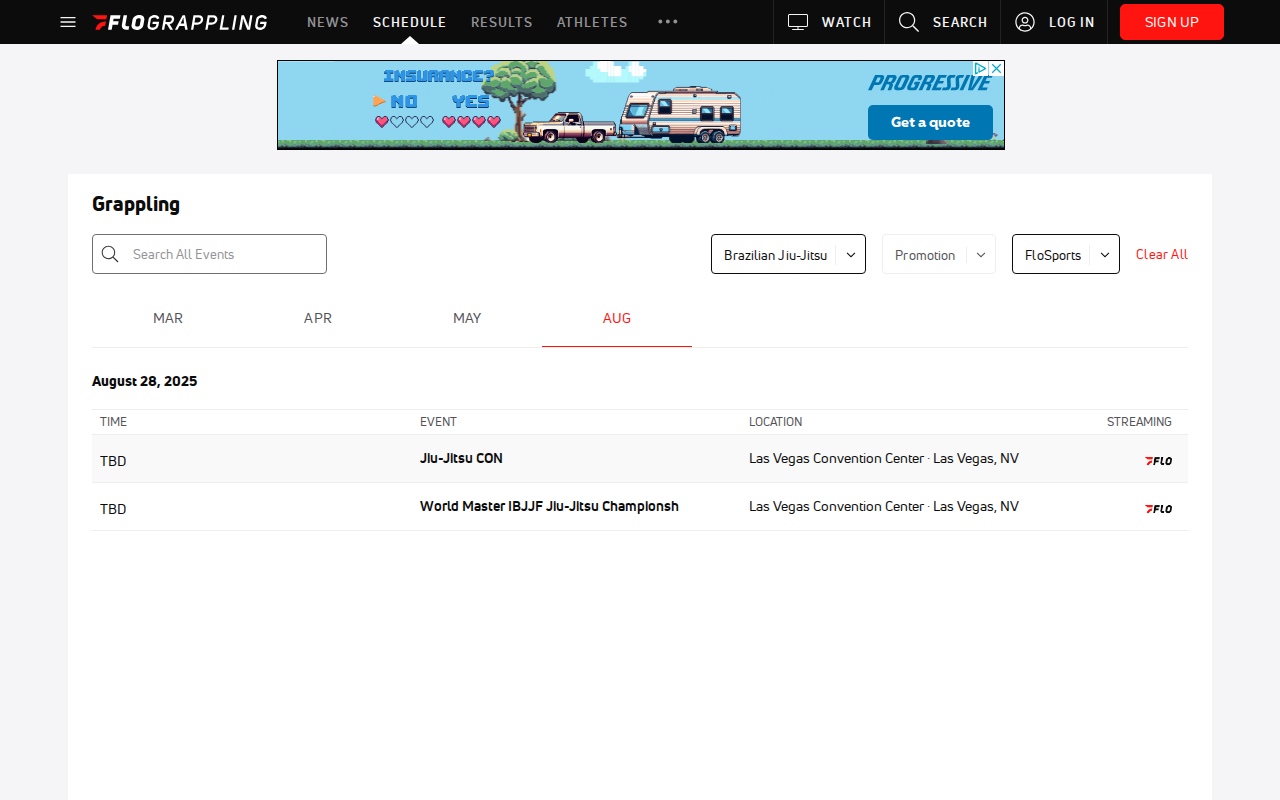 FLOGRAPPLING NEWS SCHEDULE RESULTS ATHLETES WATCH SEARCH LOG IN SIGN UP
INSURANCE?
NO YES
PROGRESSIVE
Get a quote
Grappling
Search All Events Brazilian Jiu-Jitsu Promotion FloSports Clear All
MAR APR MAY AUG
August 28, 2025
TIME EVENT LOCATION STREAMING
TBD Jiu-Jitsu CON Las Vegas Convention Center · Las Vegas, NV FLO
TBD World Master IBJJF Jiu-Jitsu Championsh Las Vegas Convention Center · Las Vegas, NV FLO